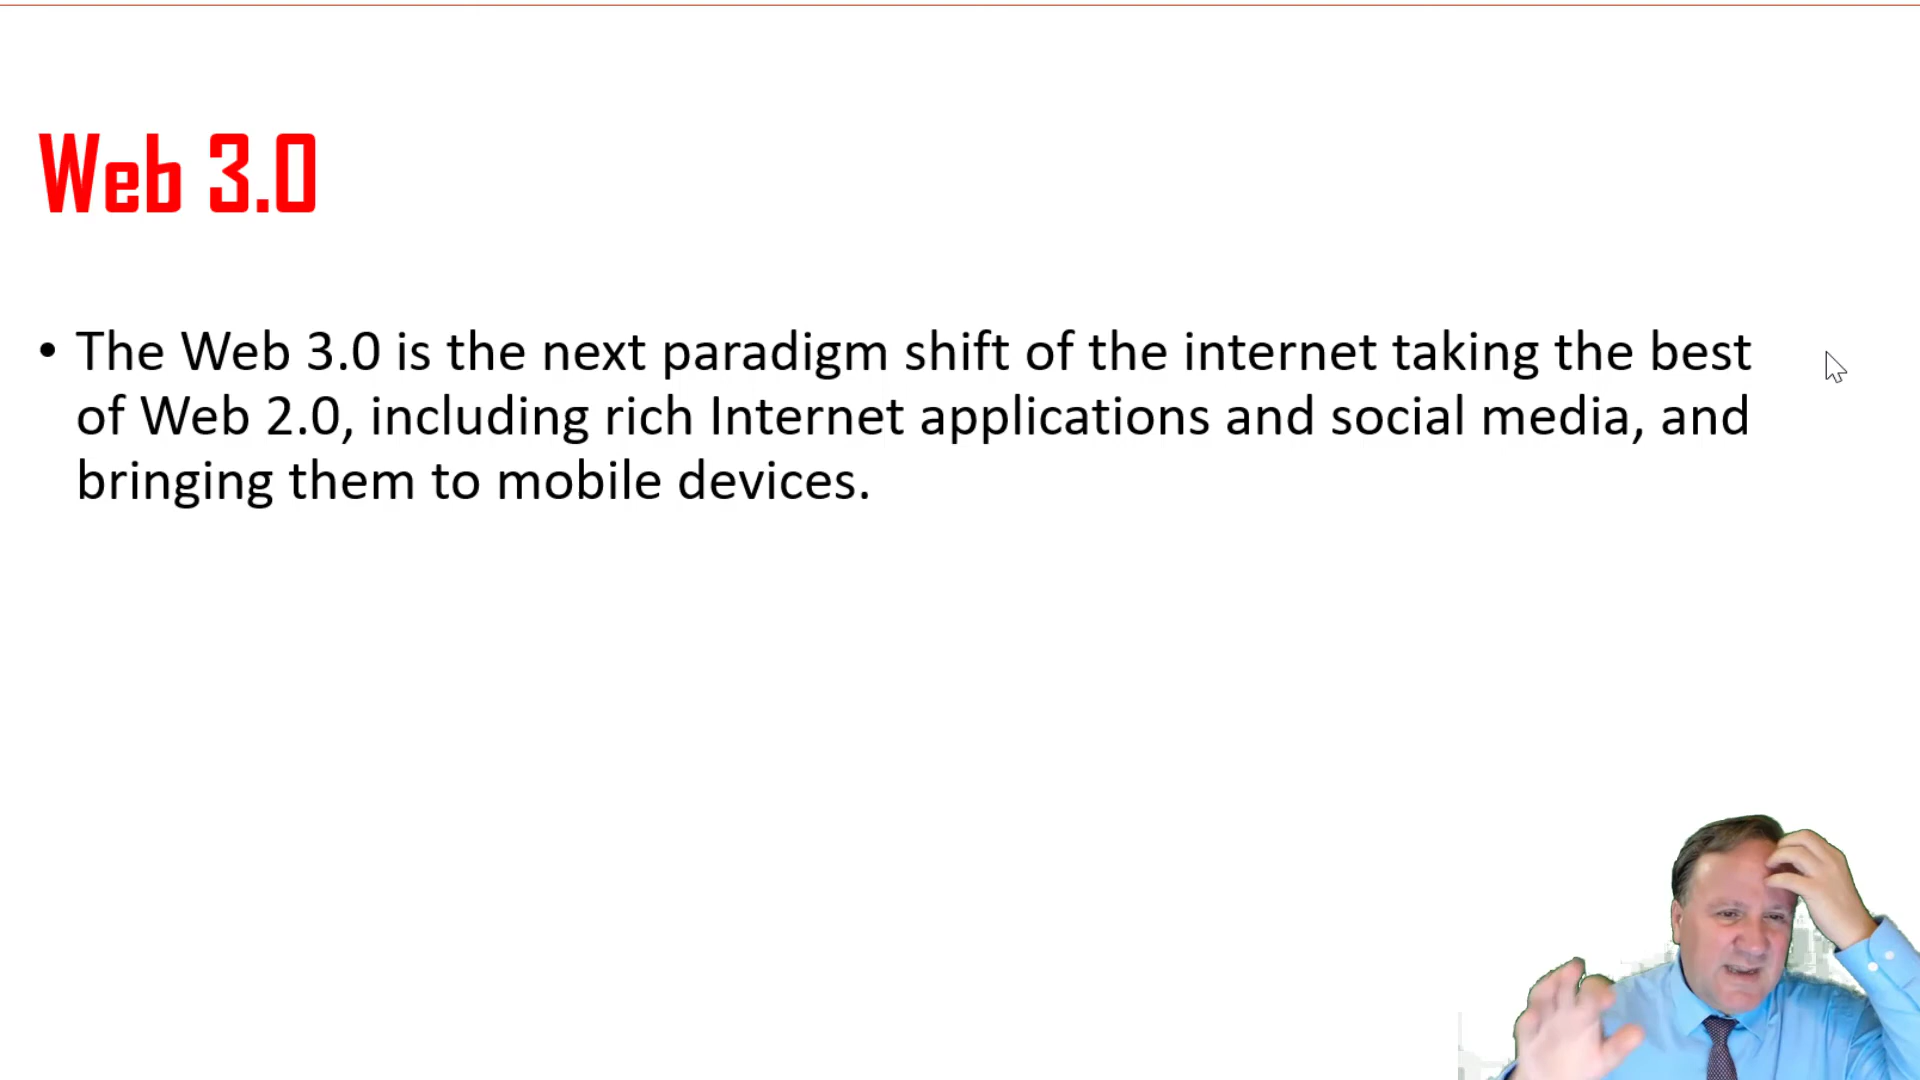 Web 3.0
• The Web 3.0 is the next paradigm shift of the internet taking the best
of Web 2.0, including rich Internet applications and social media, and
bringing them to mobile devices.